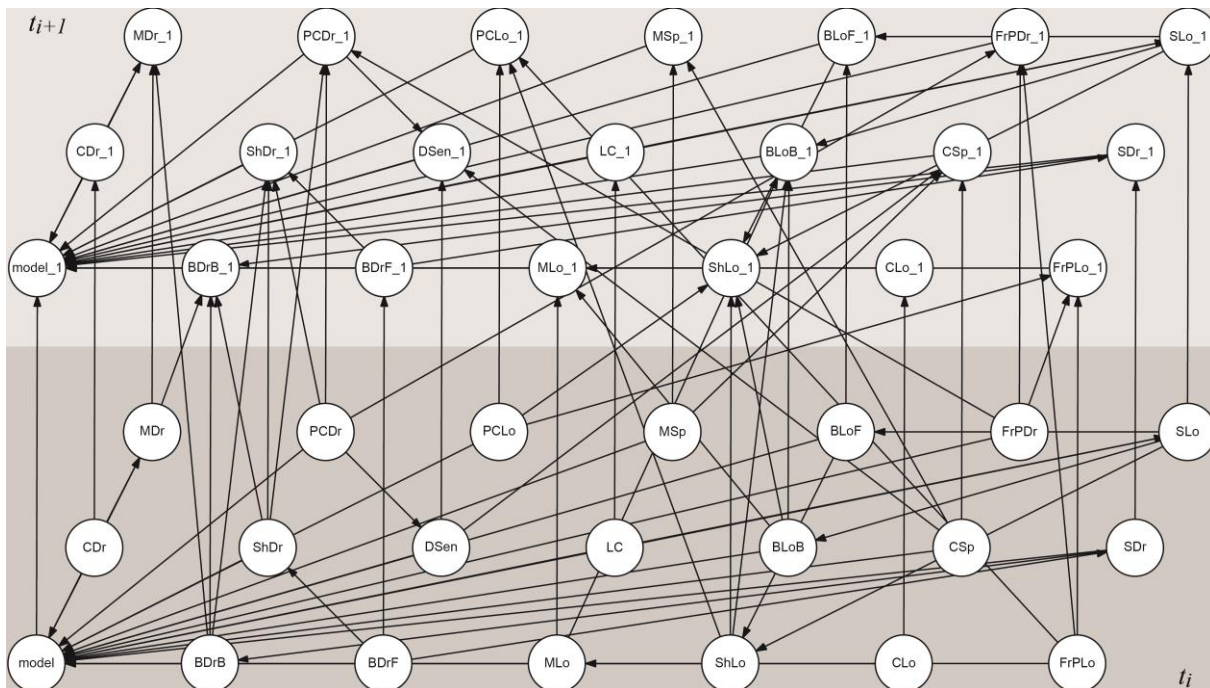 t_{i+1}
MDr_1 PCDr_1 PCLo_1 MSp_1 BLoF_1 FrPDr_1 SLo_1
CDr_1 ShDr_1 DSen_1 LC_1 BLoB_1 CSp_1 SDr_1
model_1 BDrB_1 BDrF_1 MLo_1 ShLo_1 CLo_1 FrPLo_1
MDr PCDr PCLo MSp BLoF FrPDr SLo
CDr ShDr DSen LC BLoB CSp SDr
model BDrB BDrF MLo ShLo CLo FrPLo
t_i